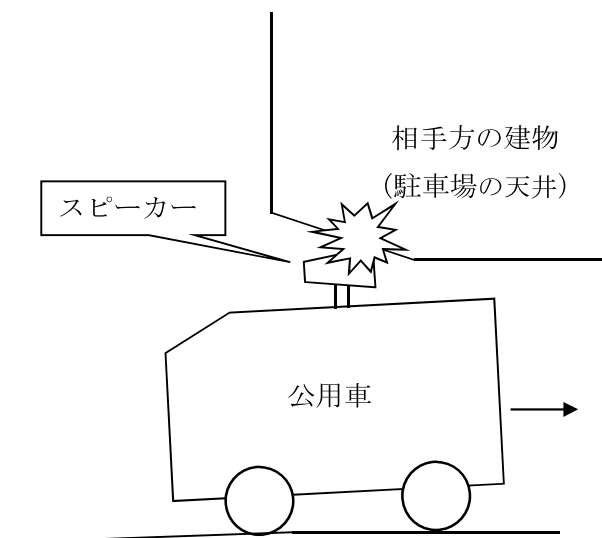 相手方の建物
（駐車場の天井）
スピーカー
公用車